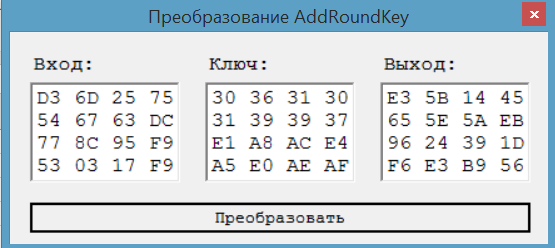 Преобразование AddRoundKey
Вход: Ключ: Выход:
D3 6D 25 75 30 36 31 30 E3 5B 14 45
54 67 63 DC 31 39 39 37 65 5E 5A EB
77 8C 95 F9 E1 A8 AC E4 96 24 39 1D
53 03 17 F9 A5 E0 AE AF F6 E3 B9 56
Преобразовать